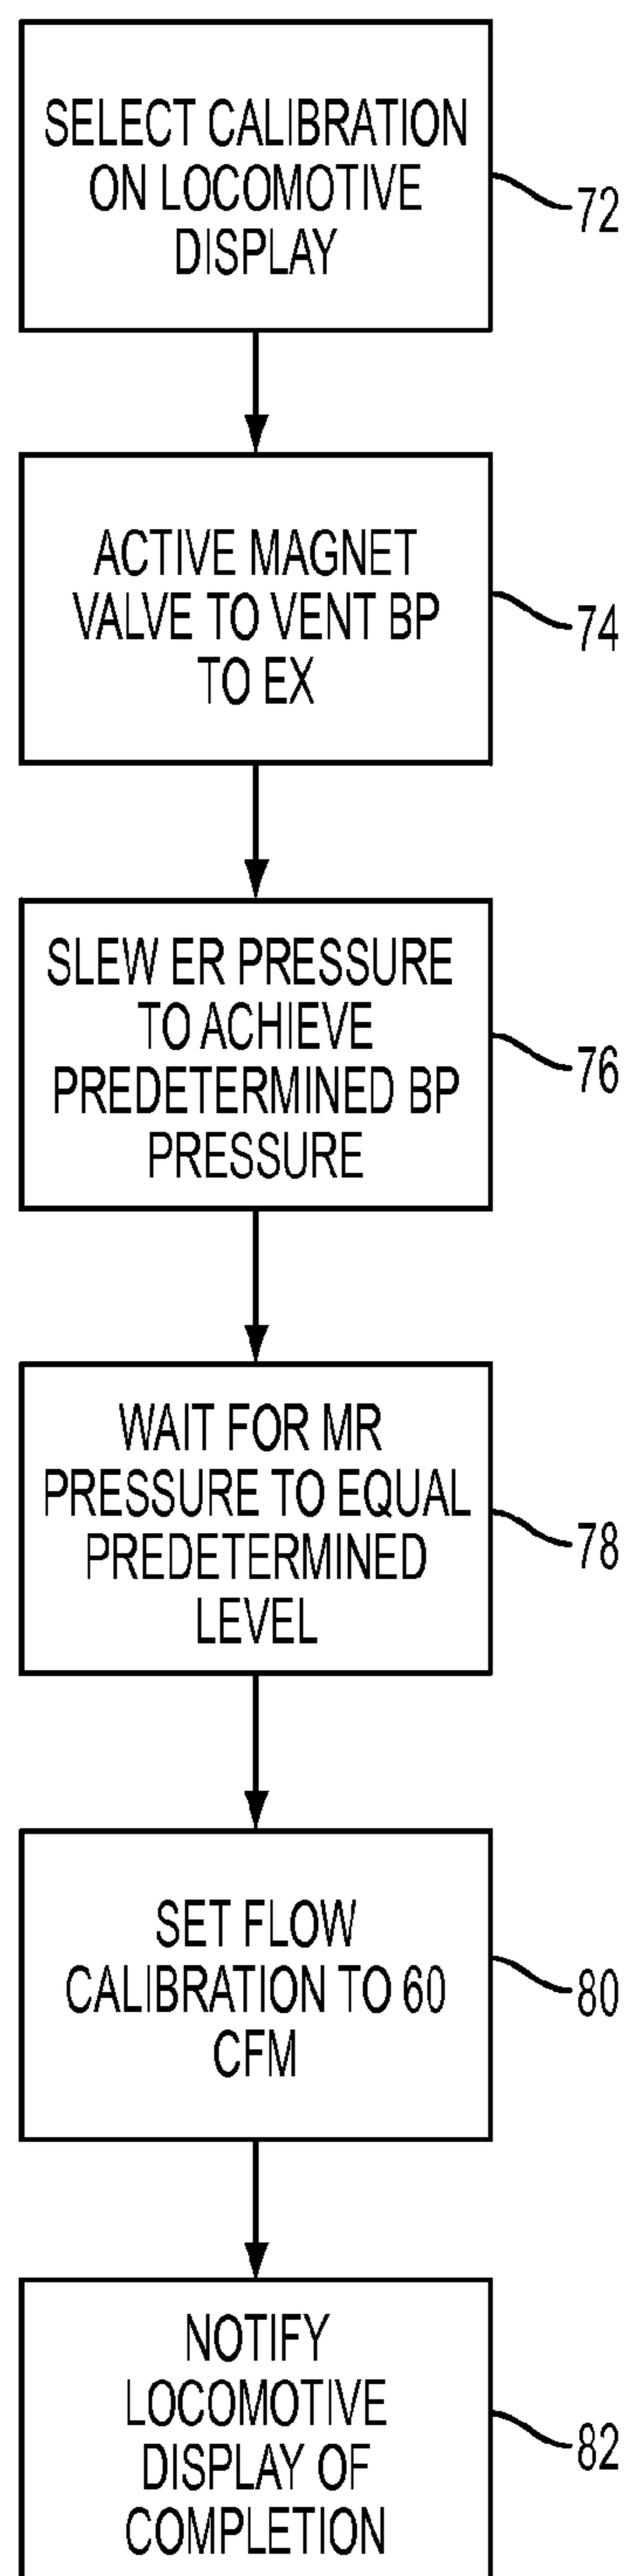 SELECT CALIBRATION
ON LOCOMOTIVE
DISPLAY
72
ACTIVE MAGNET
VALVE TO VENT BP
TO EX
74
SLEW ER PRESSURE
TO ACHIEVE
PREDETERMINED BP
PRESSURE
76
WAIT FOR MR
PRESSURE TO EQUAL
PREDETERMINED
LEVEL
78
SET FLOW
CALIBRATION TO 60
CFM
80
NOTIFY
LOCOMOTIVE
DISPLAY OF
COMPLETION
82